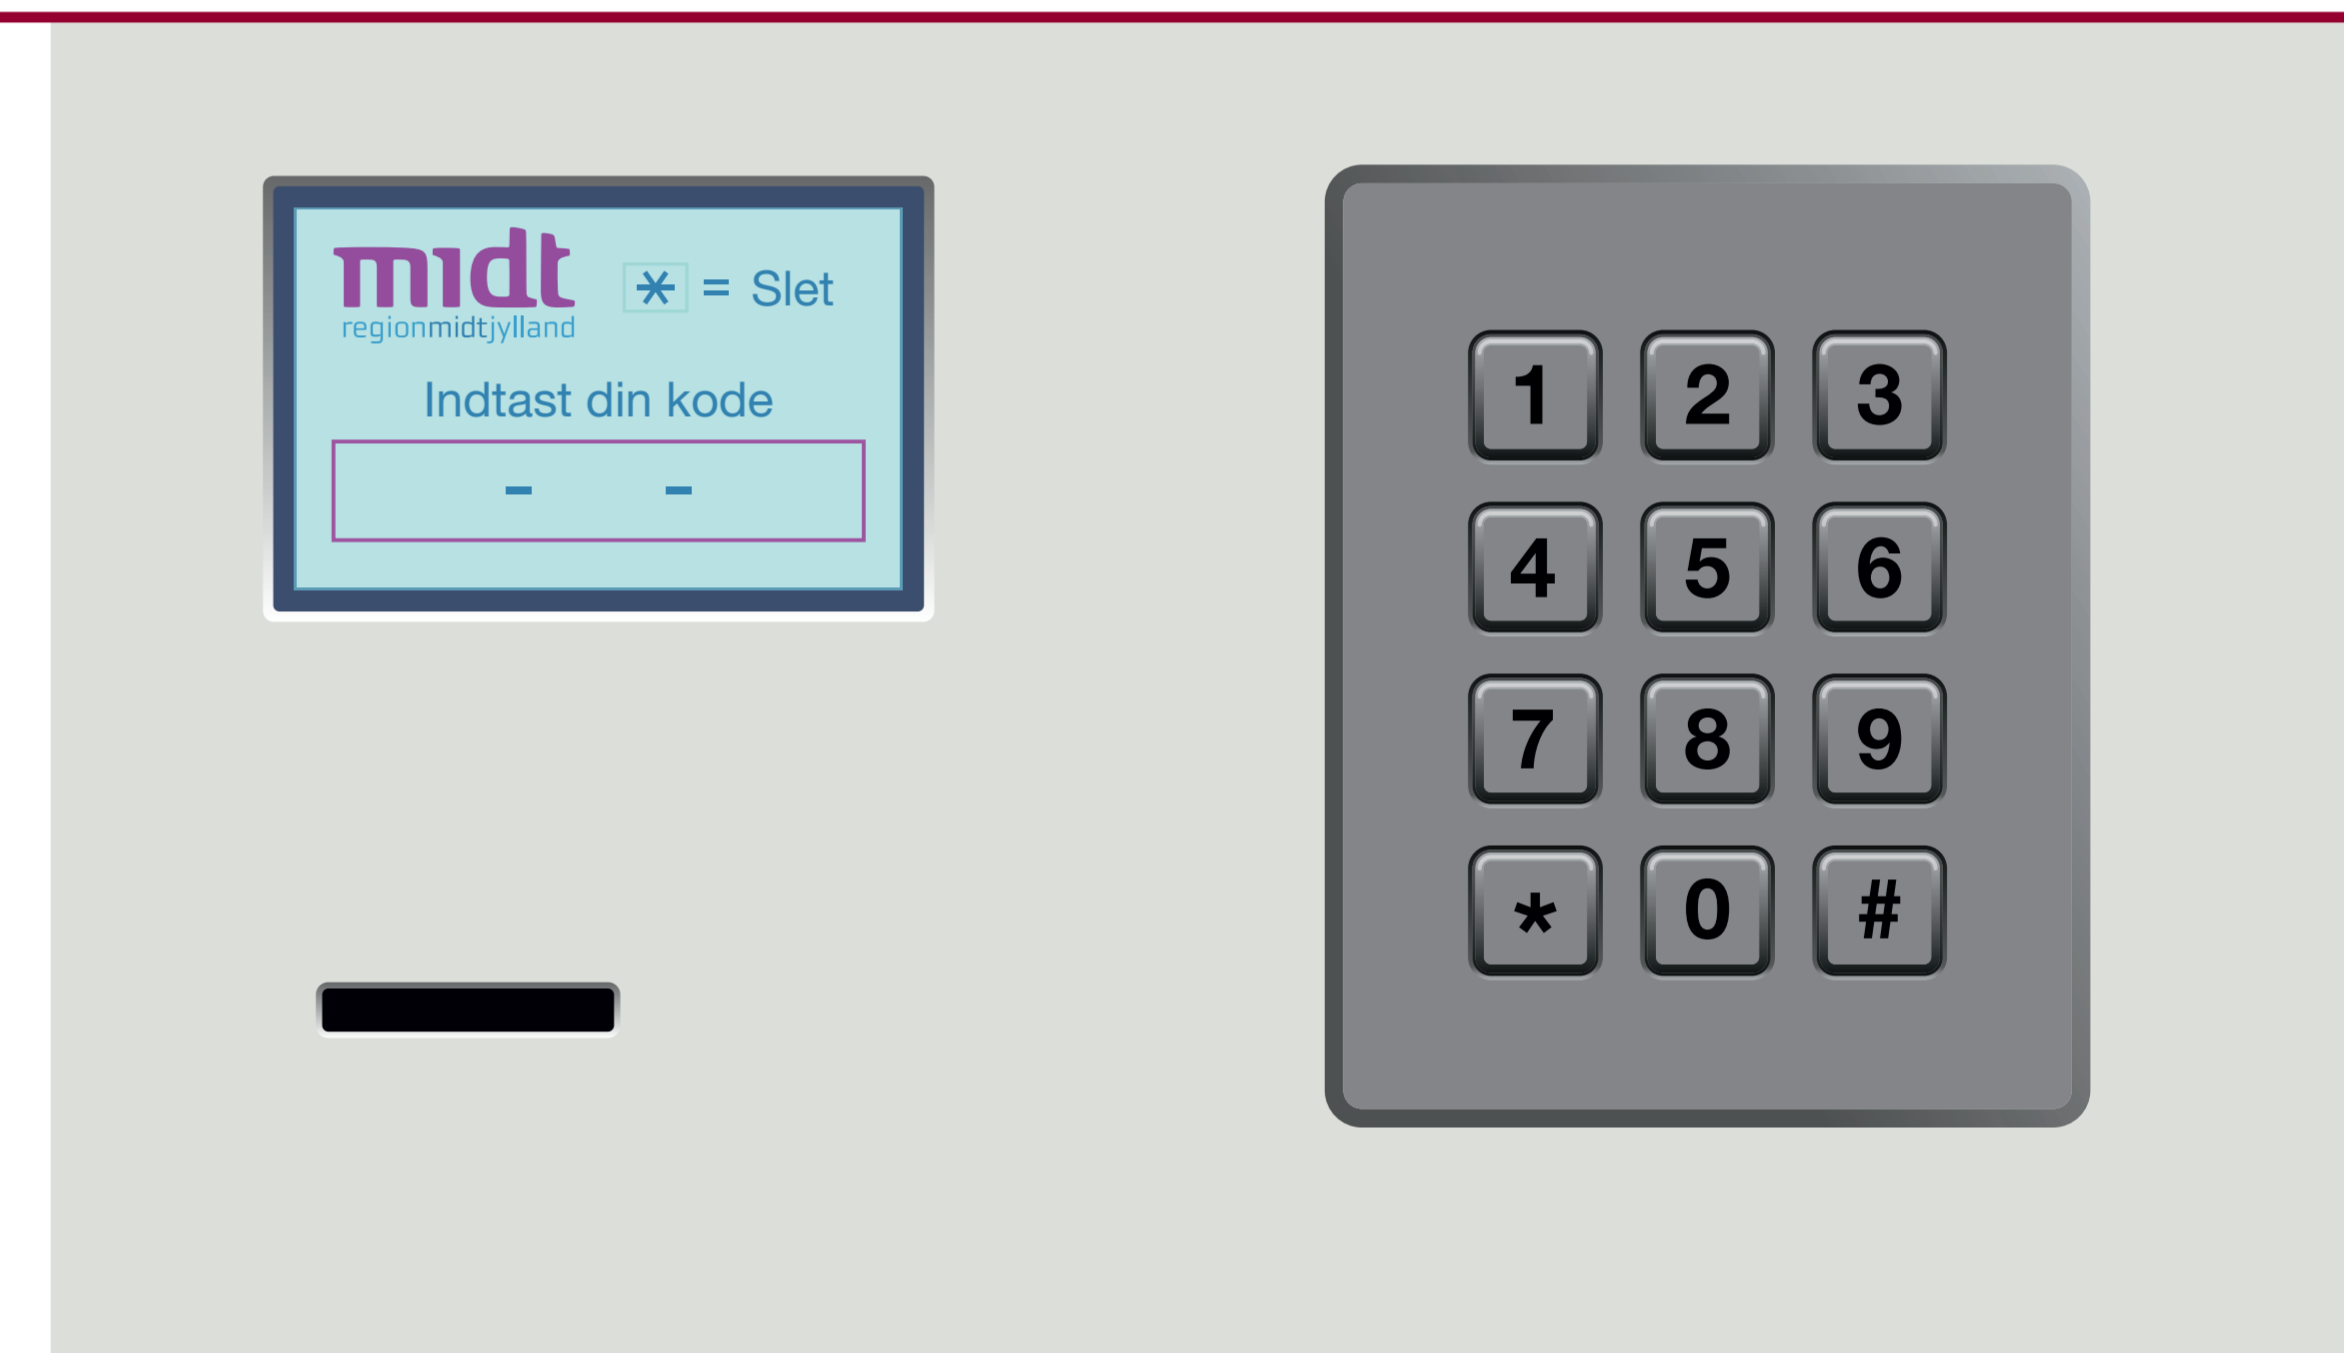 midt
regionmidtjylland
* = Slet
Indtast din kode
- -
1 2 3
4 5 6
7 8 9
* 0 #